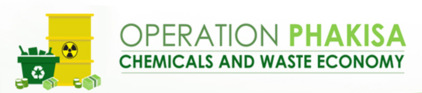 OPERATION PHAKISA
CHEMICALS AND WASTE ECONOMY